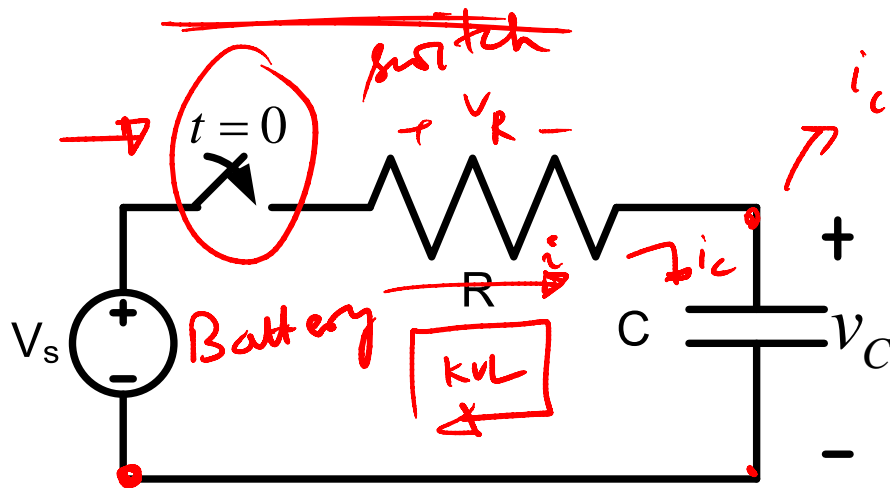 switch
t = 0
+ V_R −
i_c
i
i_c
R
+
V_s
+
−
Battery
KVL
C
v_C
−